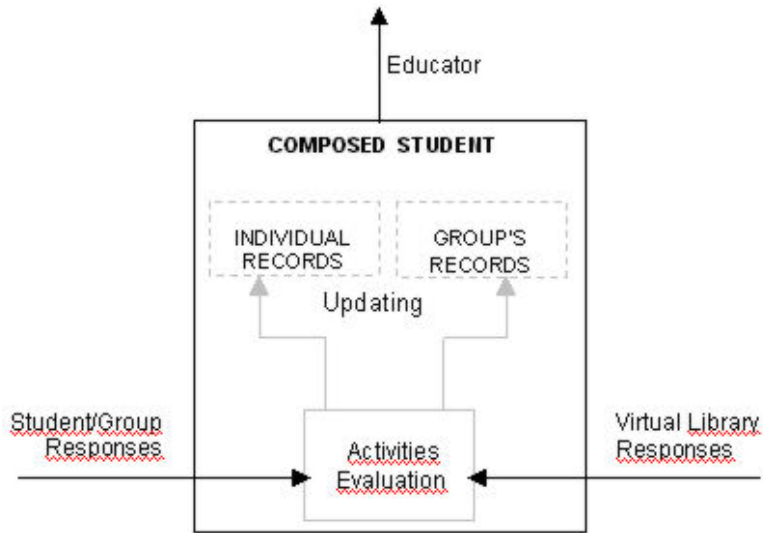 Educator
COMPOSED STUDENT
INDIVIDUAL
RECORDS
GROUP'S
RECORDS
Updating
Student/Group
Responses
Activities
Evaluation
Virtual Library
Responses